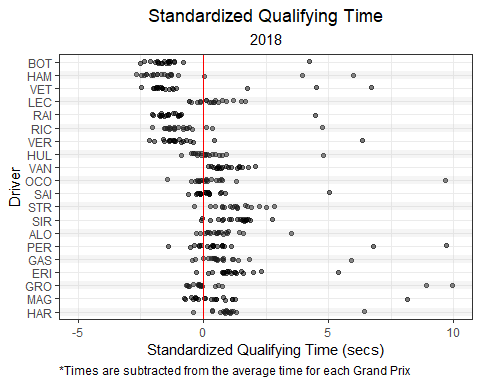 Standardized Qualifying Time
2018
BOT
HAM
VET
LEC
RAI
RIC
VER
HUL
VAN
OCO
SAI
STR
SIR
ALO
PER
GAS
ERI
GRO
MAG
HAR
Driver
-5 0 5 10
Standardized Qualifying Time (secs)
*Times are subtracted from the average time for each Grand Prix